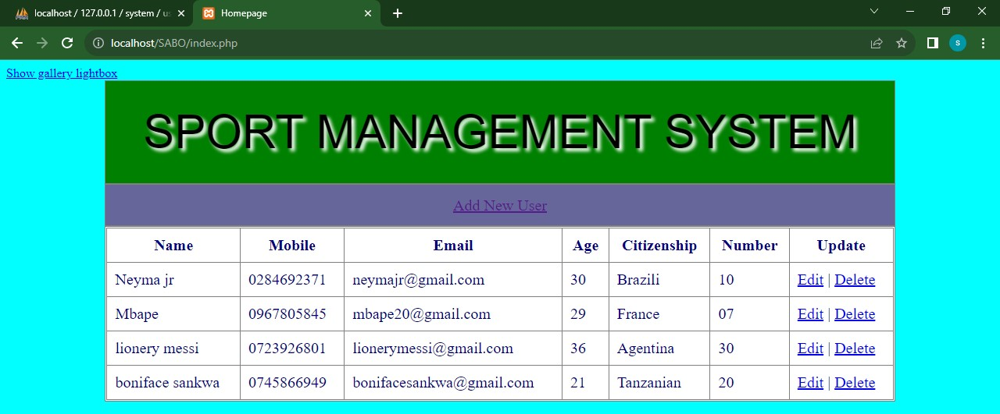 localhost / 127.0.0.1 / system / us
Homepage
localhost/SABO/index.php
s
Show gallery lightbox
SPORT MANAGEMENT SYSTEM
Add New User
Name Mobile Email Age Citizenship Number Update
Neyma jr 0284692371 neymajr@gmail.com 30 Brazili 10 Edit | Delete
Mbape 0967805845 mbape20@gmail.com 29 France 07 Edit | Delete
lionery messi 0723926801 lionerymessi@gmail.com 36 Agentina 30 Edit | Delete
boniface sankwa 0745866949 bonifacesankwa@gmail.com 21 Tanzanian 20 Edit | Delete